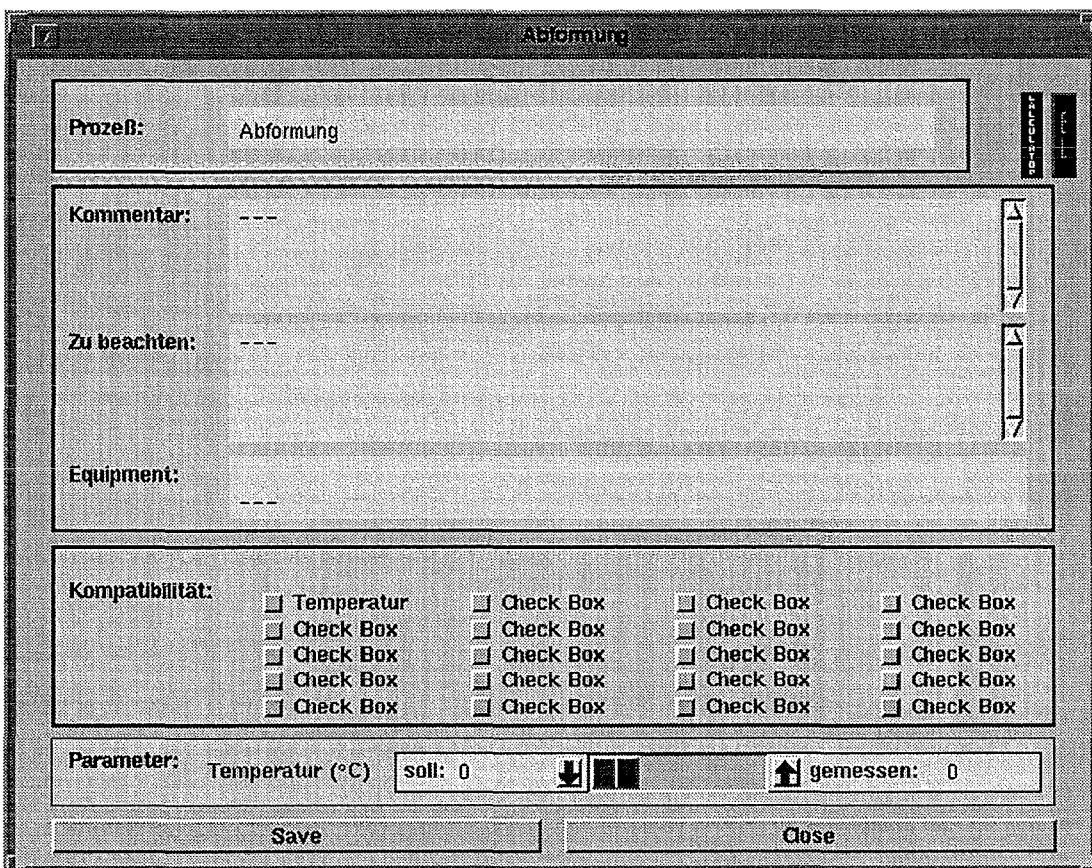 Abformung
Prozeß: Abformung
CALCULATOR
Kommentar: ---
Zu beachten: ---
Equipment: ---
Kompatibilität:
Temperatur Check Box Check Box Check Box
Check Box Check Box Check Box Check Box
Check Box Check Box Check Box Check Box
Check Box Check Box Check Box Check Box
Check Box Check Box Check Box Check Box
Parameter: Temperatur (°C) soll: 0 gemessen: 0
Save Close